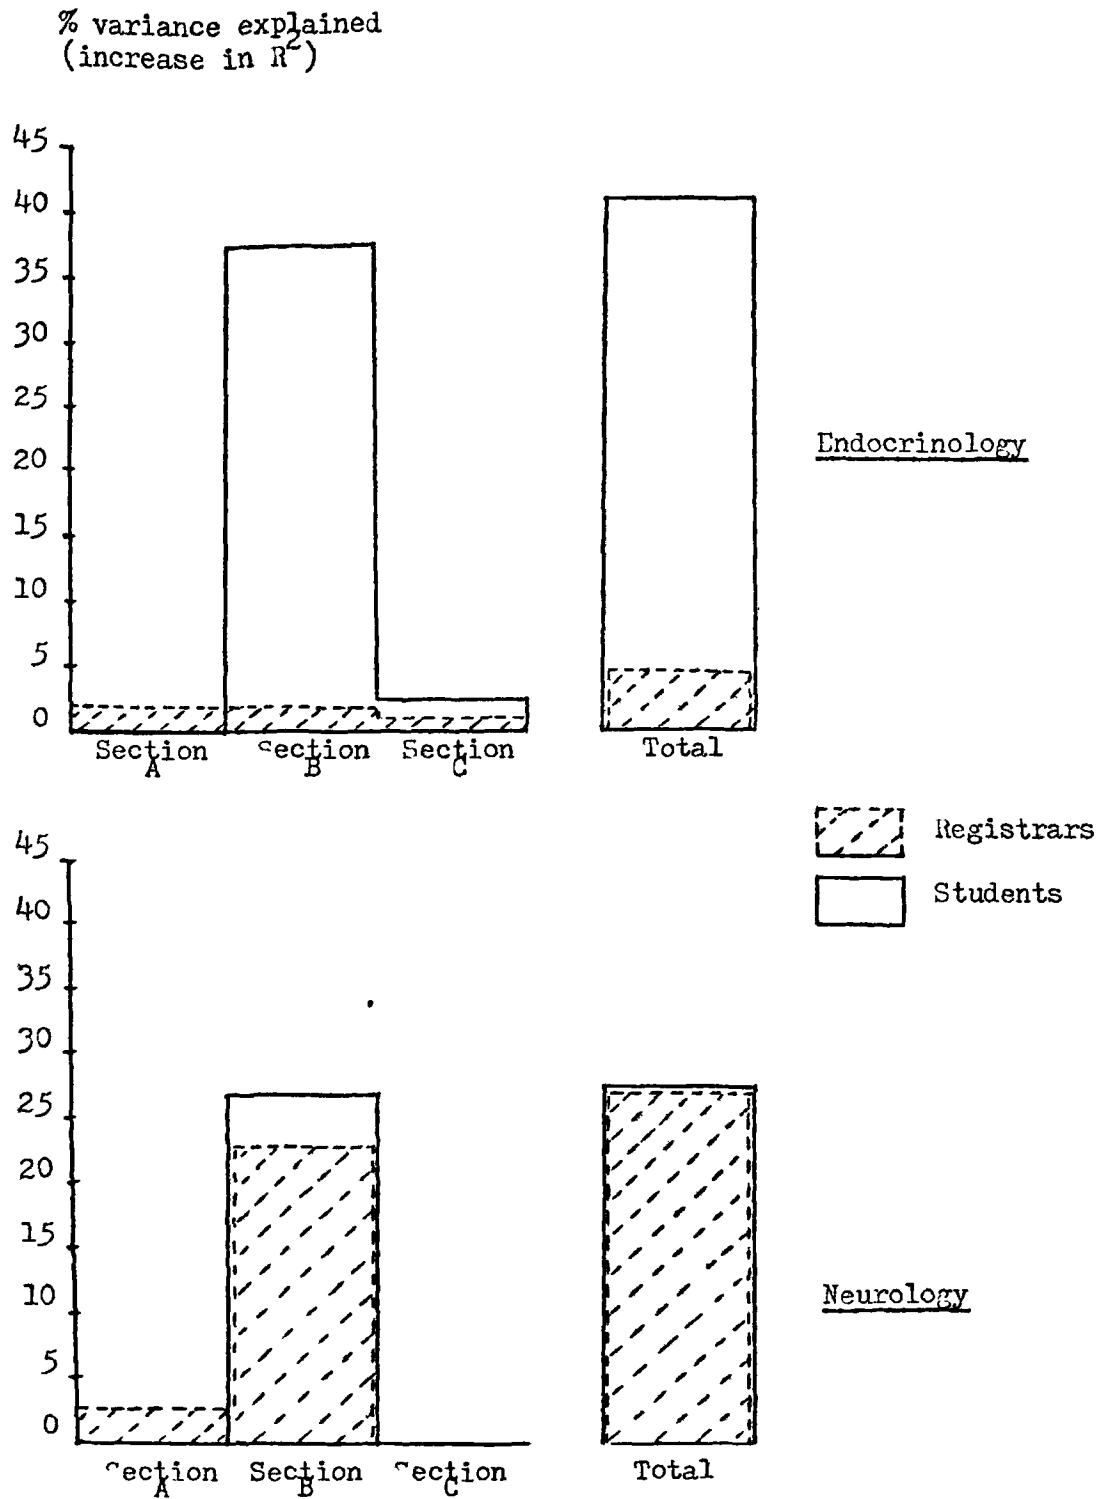 % variance explained
(increase in R²)
45
40
35
30
25
20
15
10
5
0
Section A
Section B
Section C
Total
Endocrinology
Registrars
Students
45
40
35
30
25
20
15
10
5
0
Section A
Section B
Section C
Total
Neurology